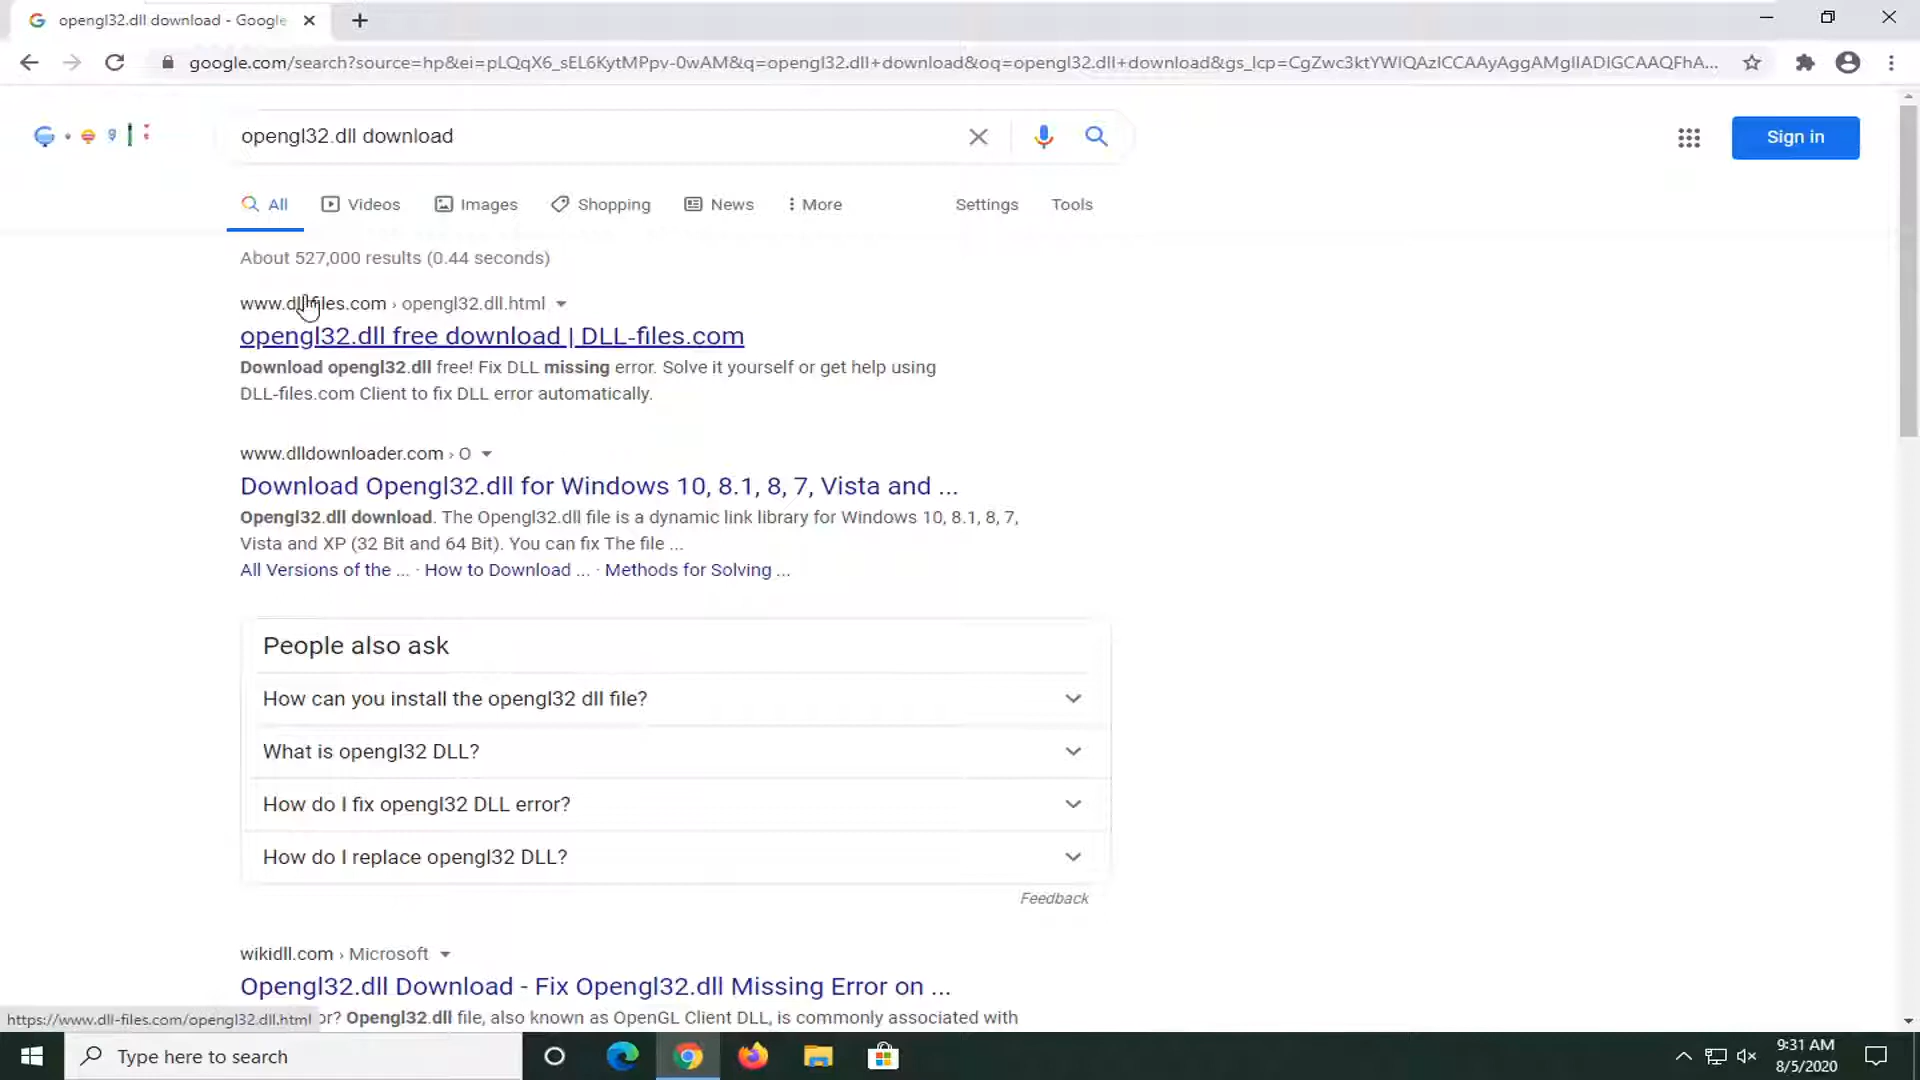 opengl32.dll download - Google
google.com/search?source=hp&ei=pLQqX6_sEL6KytMPpv-0wAM&q=opengl32.dll+download&oq=opengl32.dll+download&gs_lcp=CgZwc3ktYWIQAzICCAAyAggAMgIIADIGCAAQFhA...
opengl32.dll download
Sign in
All Videos Images Shopping News More Settings Tools
About 527,000 results (0.44 seconds)
www.dll-files.com › opengl32.dll.html
opengl32.dll free download | DLL-files.com
Download opengl32.dll free! Fix DLL missing error. Solve it yourself or get help using
DLL-files.com Client to fix DLL error automatically.
www.dlldownloader.com › O
Download Opengl32.dll for Windows 10, 8.1, 8, 7, Vista and ...
Opengl32.dll download. The Opengl32.dll file is a dynamic link library for Windows 10, 8.1, 8, 7,
Vista and XP (32 Bit and 64 Bit). You can fix The file ...
All Versions of the ... · How to Download ... · Methods for Solving ...
People also ask
How can you install the opengl32 dll file?
What is opengl32 DLL?
How do I fix opengl32 DLL error?
How do I replace opengl32 DLL?
Feedback
wikidll.com › Microsoft
Opengl32.dll Download - Fix Opengl32.dll Missing Error on ...
https://www.dll-files.com/opengl32.dll.html or? Opengl32.dll file, also known as OpenGL Client DLL, is commonly associated with
Type here to search
9:31 AM
8/5/2020